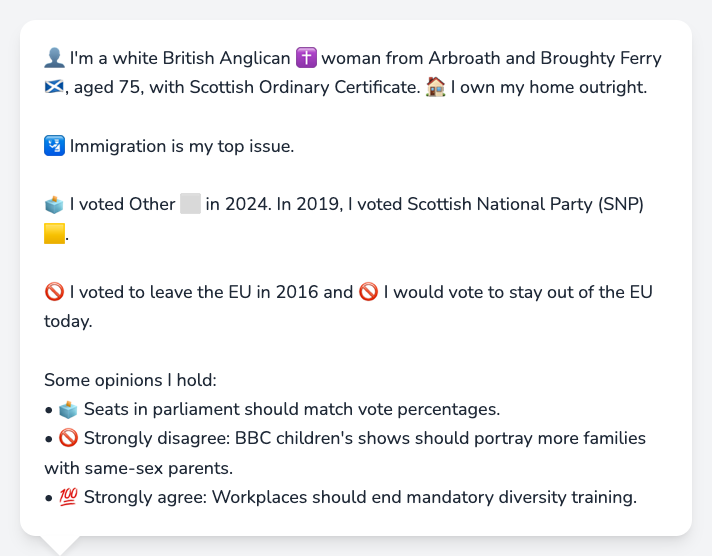 👤 I'm a white British Anglican ✝️ woman from Arbroath and Broughty Ferry
🏴󠁧󠁢󠁳󠁣󠁴󠁿, aged 75, with Scottish Ordinary Certificate. 🏠 I own my home outright.
🛂 Immigration is my top issue.
🗳️ I voted Other ⬜ in 2024. In 2019, I voted Scottish National Party (SNP)
🟨.
🚫 I voted to leave the EU in 2016 and 🚫 I would vote to stay out of the EU
today.
Some opinions I hold:
• 🗳️ Seats in parliament should match vote percentages.
• 🚫 Strongly disagree: BBC children's shows should portray more families
with same-sex parents.
• 💯 Strongly agree: Workplaces should end mandatory diversity training.